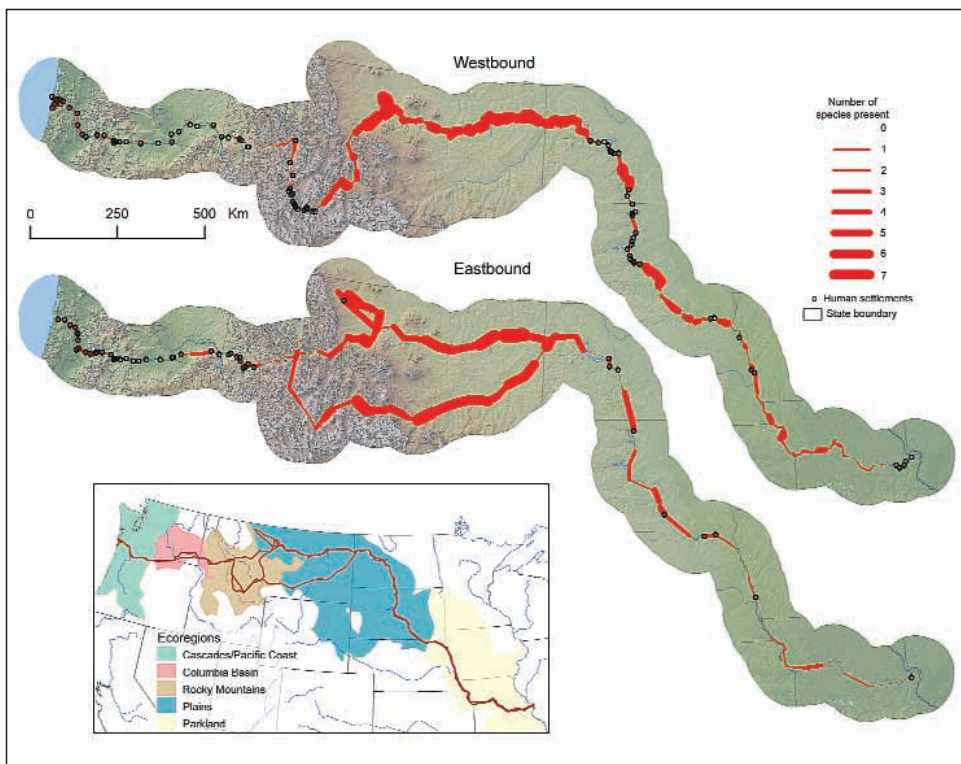 Westbound
Number of
species present
0
1
2
3
4
5
6
7
Human settlements
State boundary
0 250 500 Km
Eastbound
Ecoregions
Cascades/Pacific Coast
Columbia Basin
Rocky Mountains
Plains
Parkland